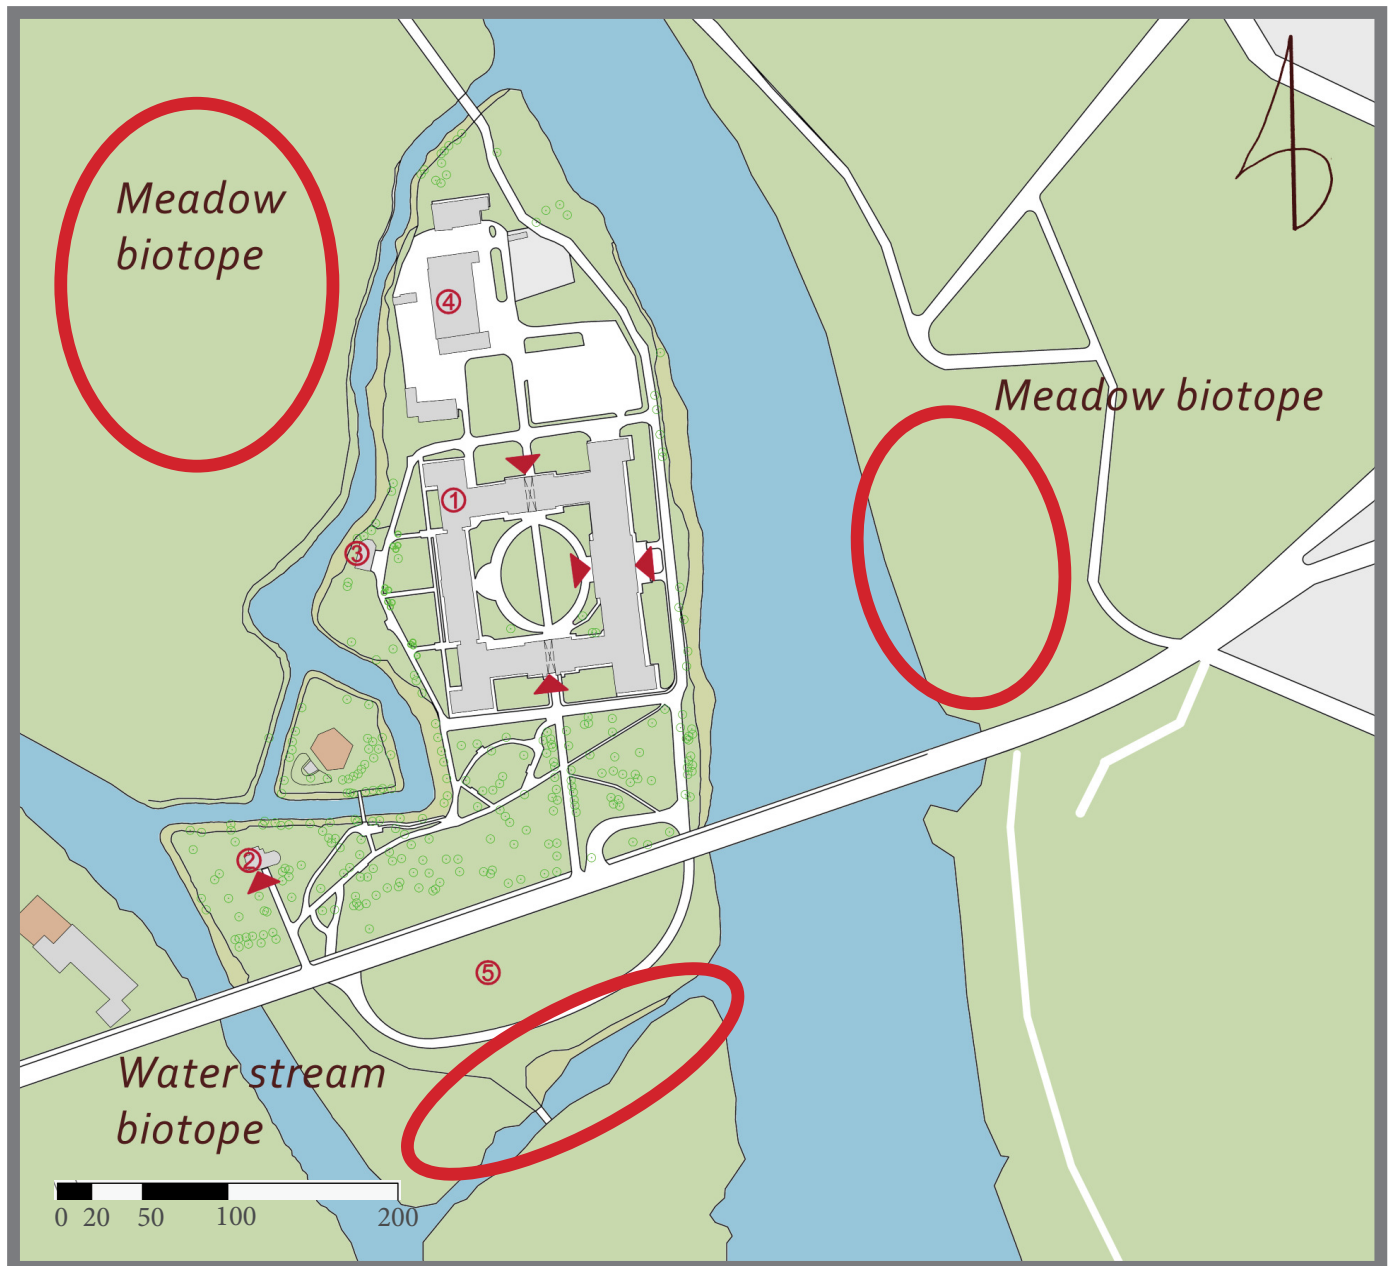 Meadow
biotope
④
Meadow biotope
①
③
②
⑤
Water stream
biotope
0 20 50 100 200